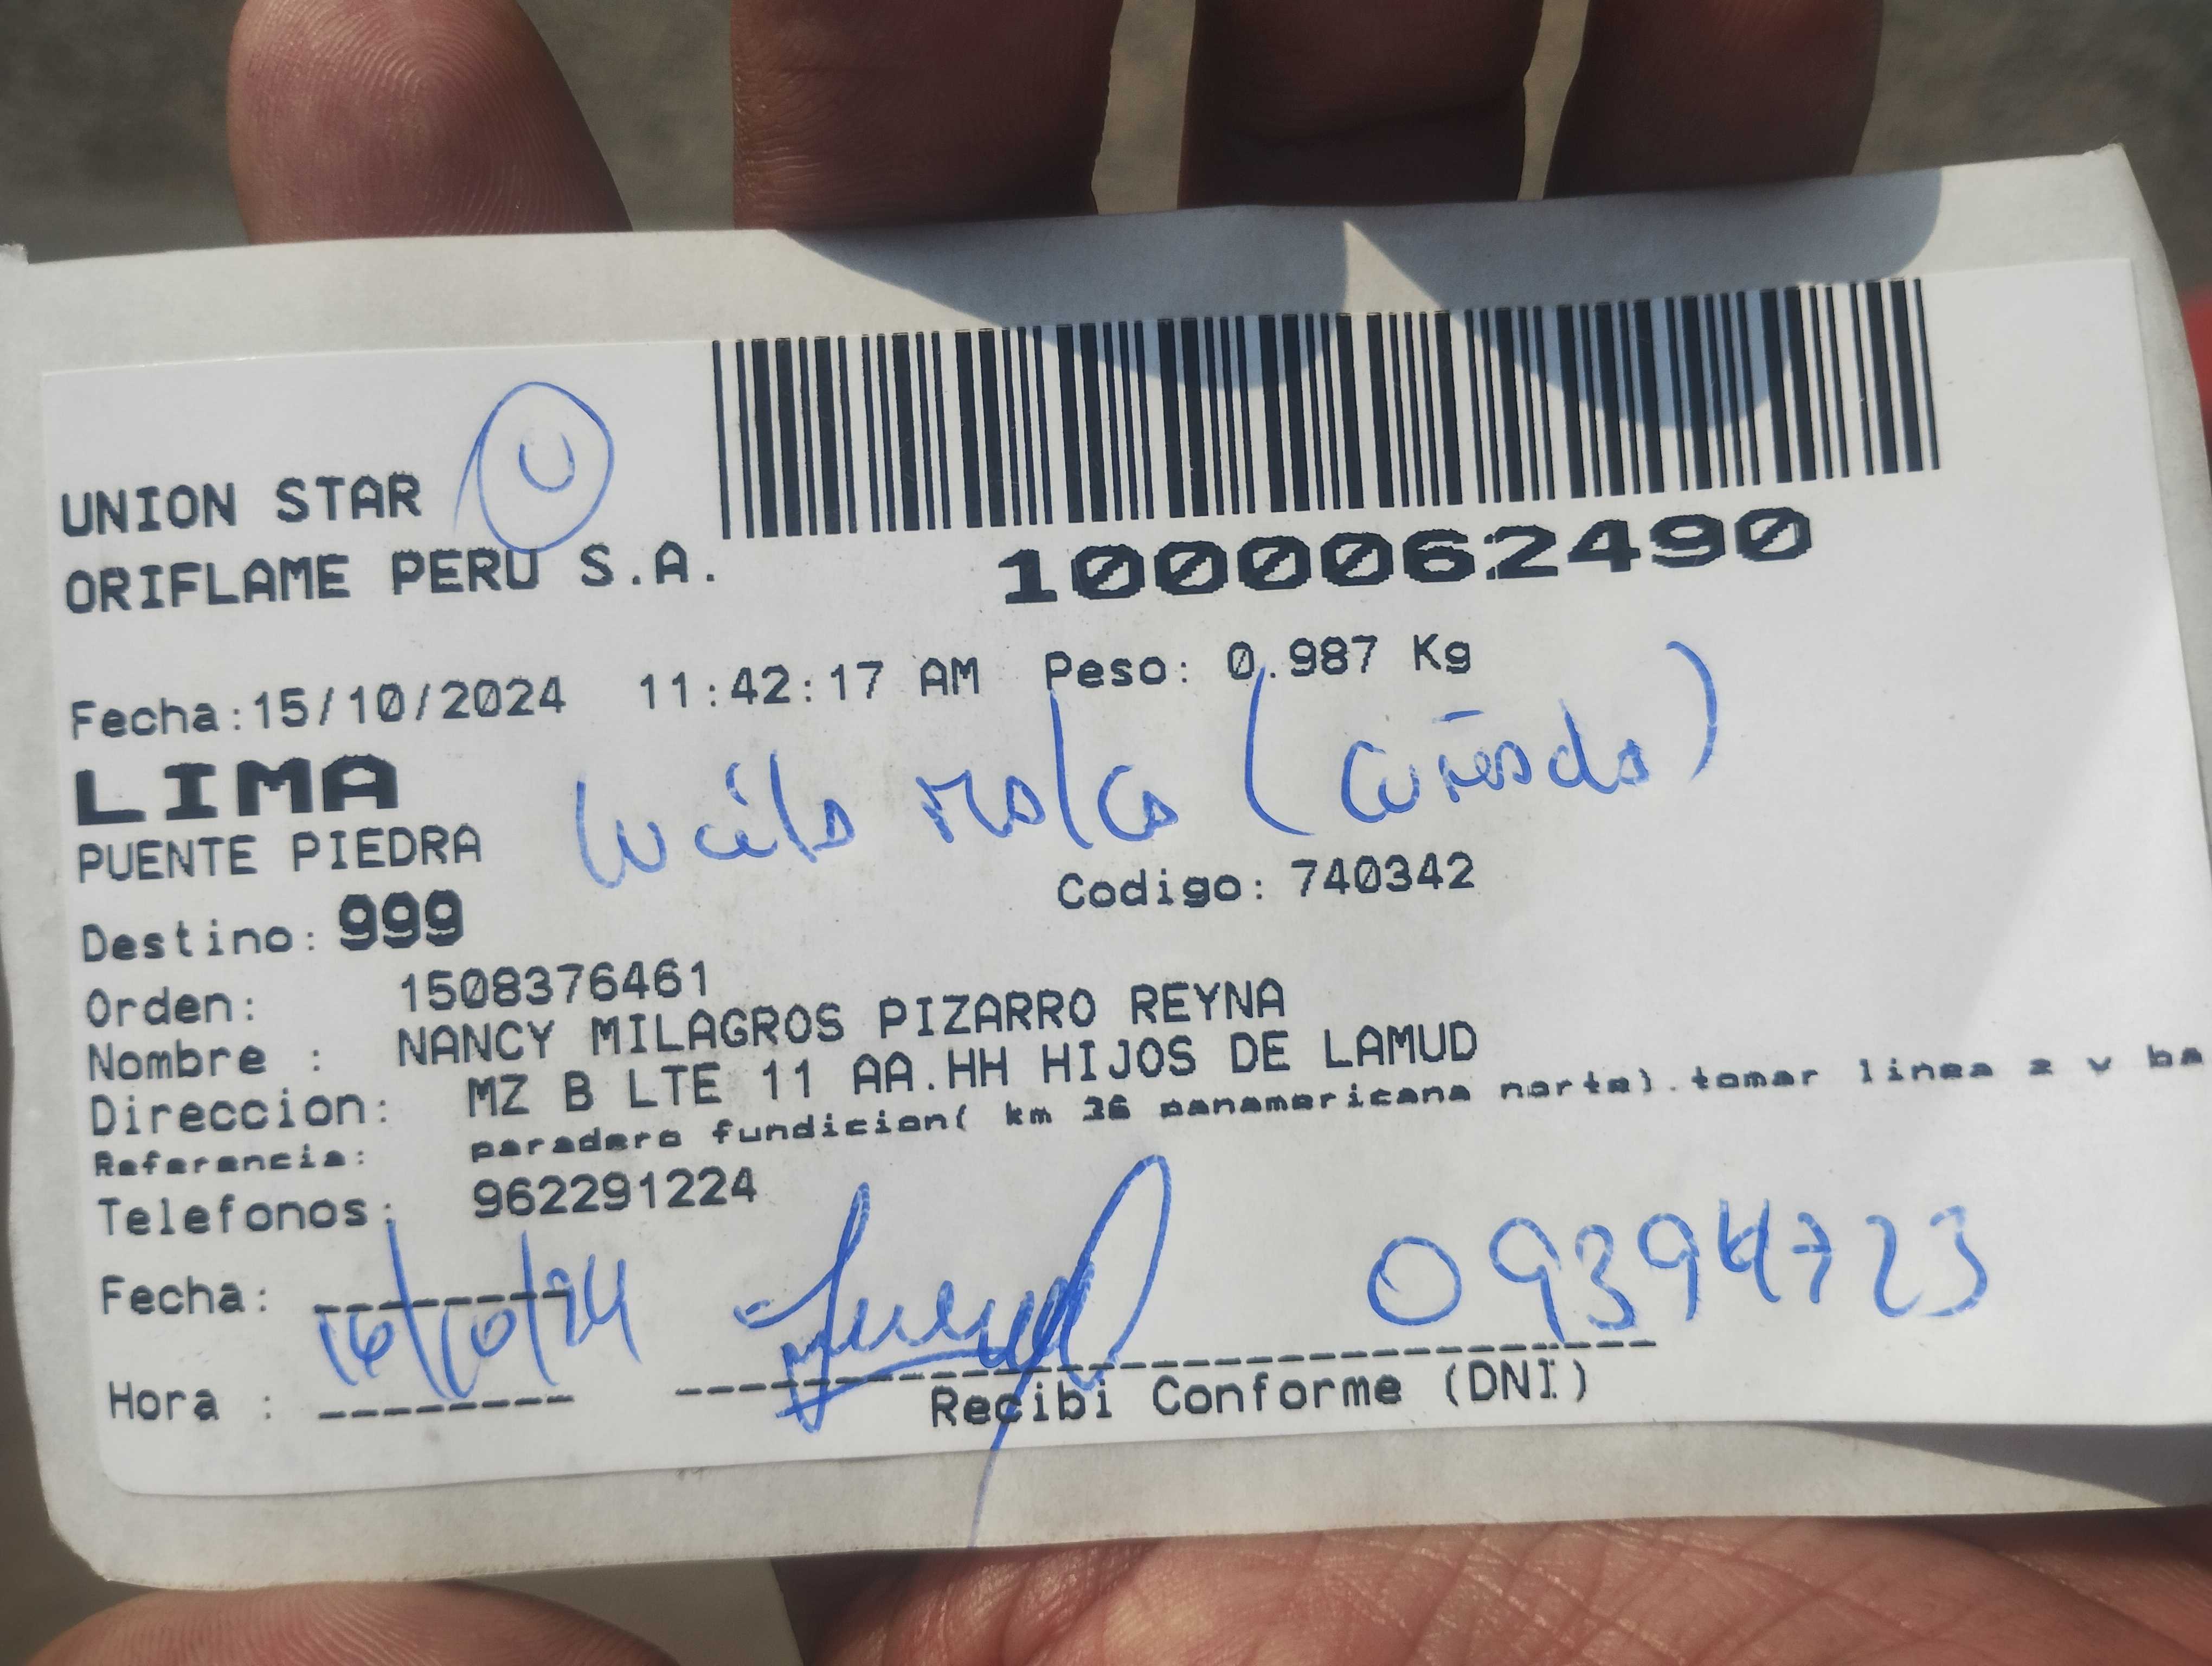 UNION STAR U
ORIFLAME PERU S.A.
1000062490
Fecha:15/10/2024 11:42:17 AM Peso: 0.987 Kg
LIMA
PUENTE PIEDRA
Lucila Malca (cuñada)
Destino: 999 Codigo: 740342
Orden: 1508376461
Nombre : NANCY MILAGROS PIZARRO REYNA
Direccion: MZ B LTE 11 AA.HH HIJOS DE LAMUD
Referencia: paradero fundicion( km 36 panamericana norte).tomar linea z y ba
Telefonos: 962291224
Fecha: 16/10/24
09394723
Hora :
Recibi Conforme (DNI)